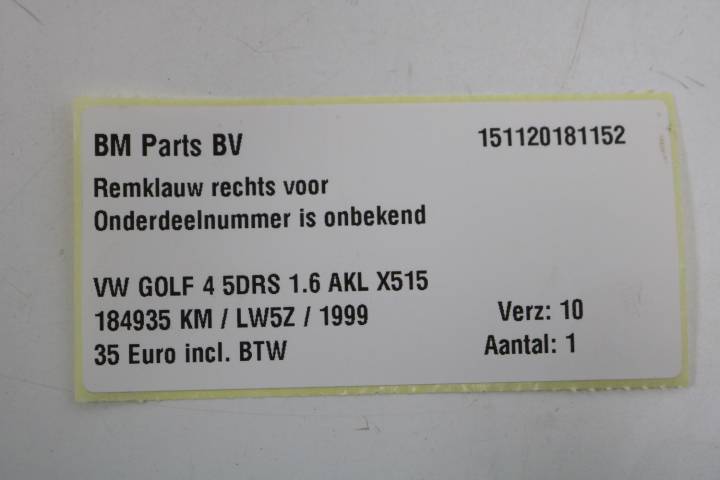 BM Parts BV 151120181152
Remklauw rechts voor
Onderdeelnummer is onbekend
VW GOLF 4 5DRS 1.6 AKL X515
184935 KM / LW5Z / 1999 Verz: 10
35 Euro incl. BTW Aantal: 1